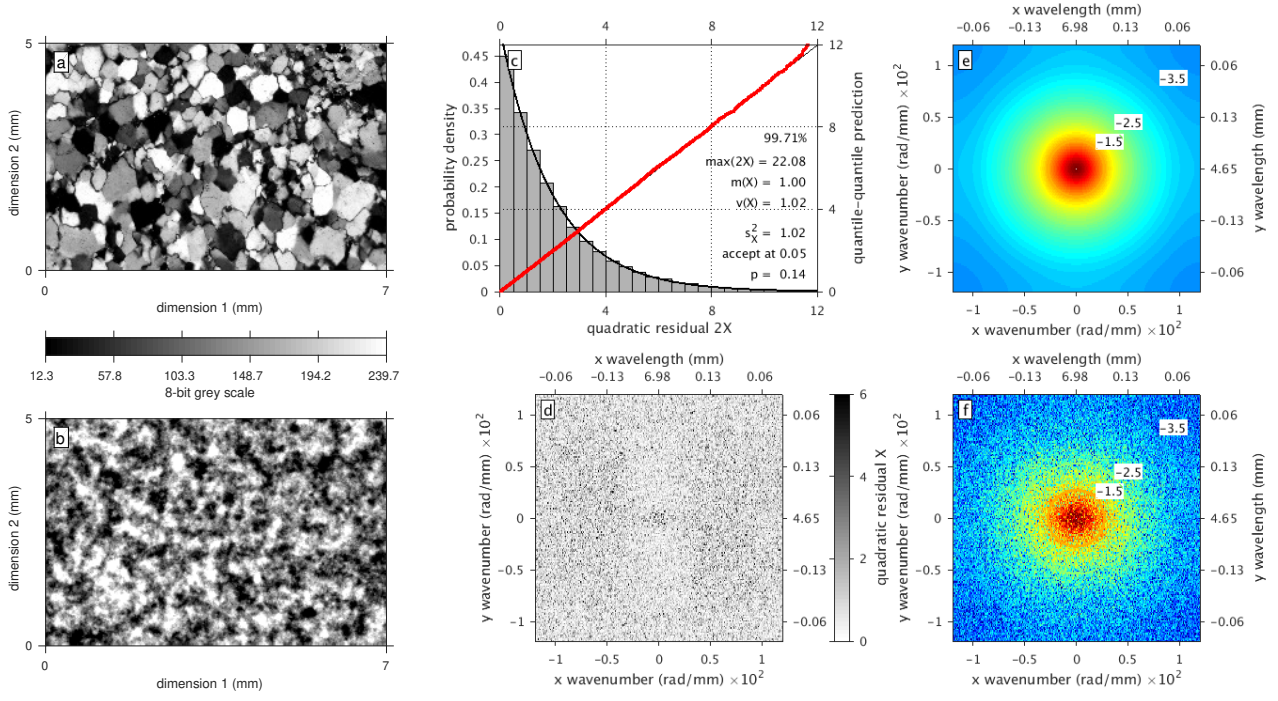 a
5
0
dimension 2 (mm)
0
7
dimension 1 (mm)
12.3 57.8 103.3 148.7 194.2 239.7
8-bit grey scale
b
5
0
dimension 2 (mm)
0
7
dimension 1 (mm)
0 4 8 12
c
0.45
0.4
0.35
0.3
0.25
0.2
0.15
0.1
0.05
0
probability density
12
8
4
0
quantile−quantile prediction
99.71%
max(2X) = 22.08
m(X) = 1.00
v(X) = 1.02
s²X = 1.02
accept at 0.05
p = 0.14
0 4 8 12
quadratic residual 2X
x wavelength (mm)
−0.06 −0.13 6.98 0.13 0.06
d
1
0.5
0
−0.5
−1
y wavenumber (rad/mm) ×10²
0.06
0.13
4.65
−0.13
−0.06
−1 −0.5 0 0.5 1
x wavenumber (rad/mm) ×10²
6
4
2
0
quadratic residual X
x wavelength (mm)
−0.06 −0.13 6.98 0.13 0.06
e
−3.5
−2.5
−1.5
1
0.5
0
−0.5
−1
y wavenumber (rad/mm) ×10²
0.06
0.13
4.65
−0.13
−0.06
y wavelength (mm)
−1 −0.5 0 0.5 1
x wavenumber (rad/mm) ×10²
x wavelength (mm)
−0.06 −0.13 6.98 0.13 0.06
f
−3.5
−2.5
−1.5
1
0.5
0
−0.5
−1
y wavenumber (rad/mm) ×10²
0.06
0.13
4.65
−0.13
−0.06
y wavelength (mm)
−1 −0.5 0 0.5 1
x wavenumber (rad/mm) ×10²